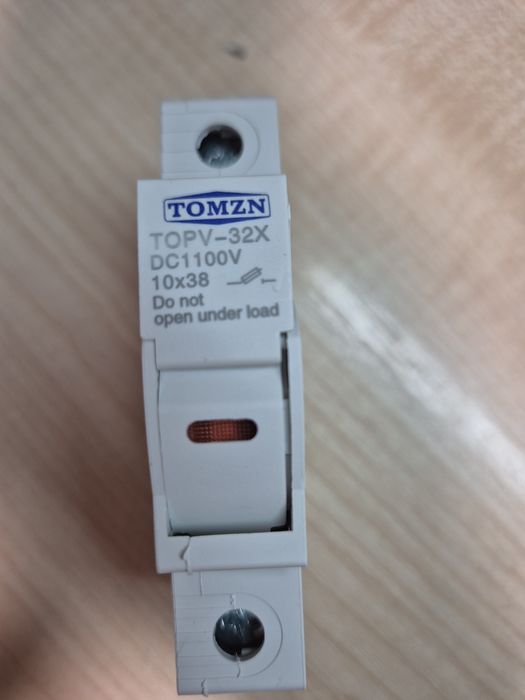 TOMZN
TOPV-32X
DC1100V
10x38
Do not
open under load